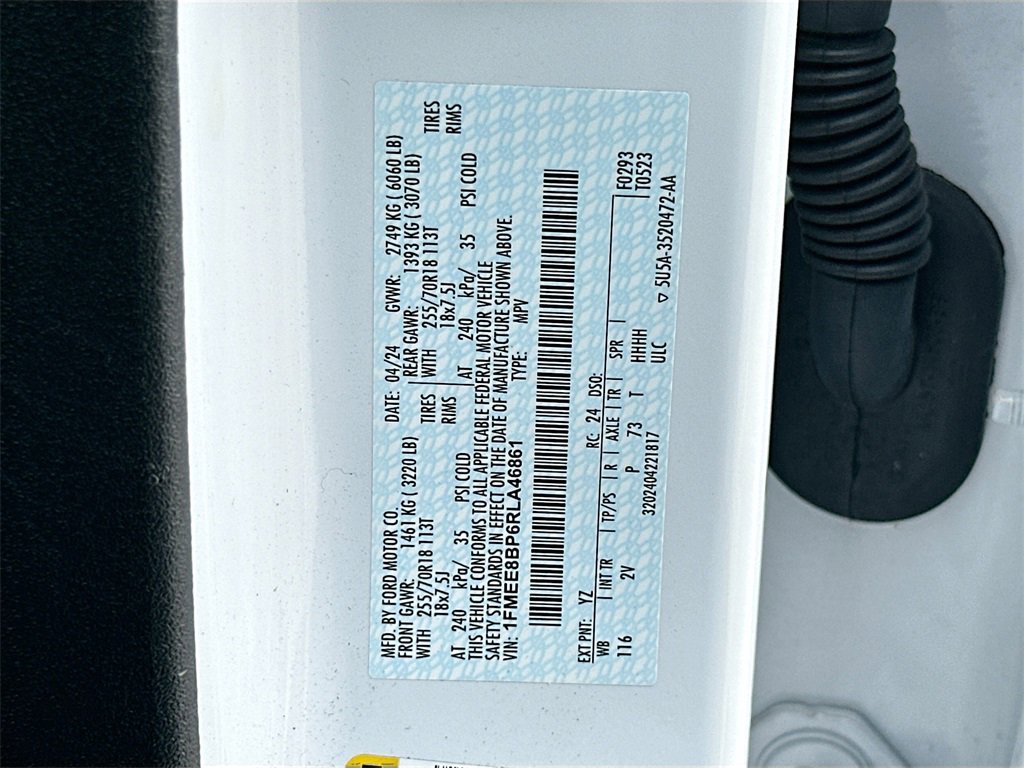 MFD. BY FORD MOTOR CO. DATE: 04/24 GVWR: 2749 KG ( 6060 LB)
FRONT GAWR: 1461 KG ( 3220 LB) REAR GAWR: 1393 KG ( 3070 LB)
WITH 255/70R18 113T TIRES WITH 255/70R18 113T TIRES
18x7.5J RIMS 18x7.5J RIMS
AT 240 kPa/ 35 PSI COLD AT 240 kPa/ 35 PSI COLD
THIS VEHICLE CONFORMS TO ALL APPLICABLE FEDERAL MOTOR VEHICLE
SAFETY STANDARDS IN EFFECT ON THE DATE OF MANUFACTURE SHOWN ABOVE.
VIN: 1FMEE8BP6RLA46861 TYPE: MPV
EXT PNT: YZ RC: 24 DSO: F0293
WB INT TR TP/PS R AXLE TR SPR T0523
116 2V P 73 T HHHH
ULC
3202404221817 ▽ 5U5A-3520472-AA